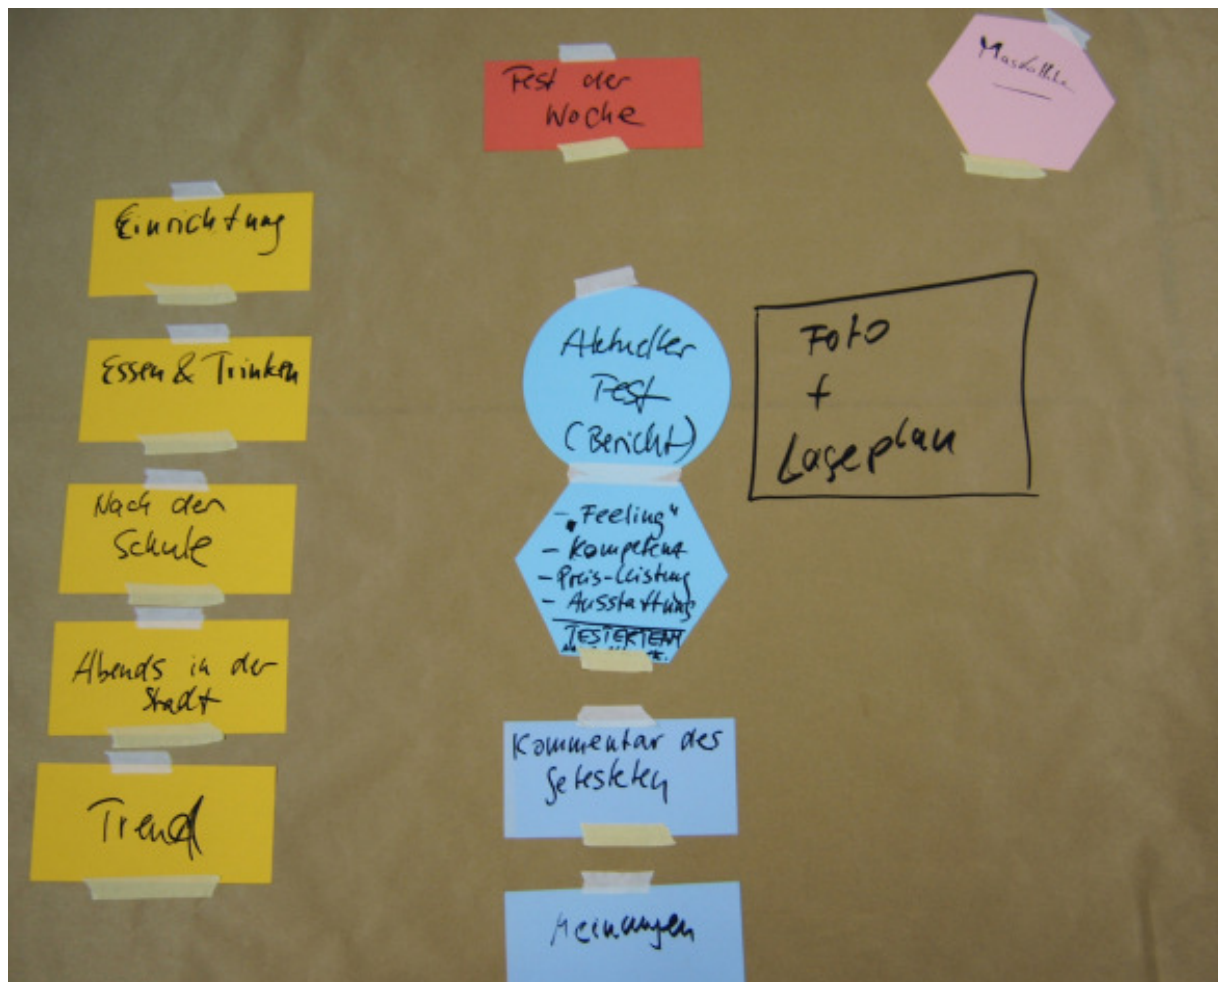 Test der
Woche
Einrichtung
Essen & Trinken
Nach der
Schule
Abends in der
Stadt
Trend
Aktueller
Test
(Bericht)
- "Feeling"
- Kompetenz
- Preis-Leistung
- Ausstattung
TESTERTEAM
Foto
+
Lageplan
Kommentar des
getesteten
Meinungen